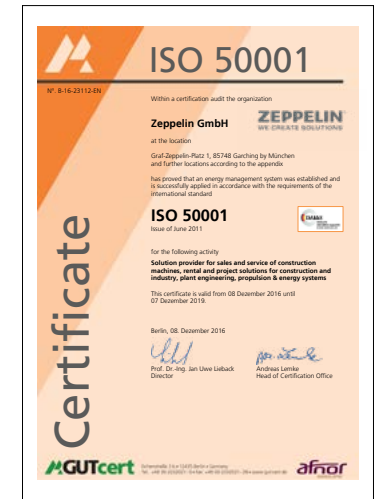 ISO 50001
N°. 8-16-23112-EN
Within a certification audit the organization
ZEPPELIN
WE CREATE SOLUTIONS
Zeppelin GmbH
at the location
Graf-Zeppelin-Platz 1, 85748 Garching by München
and further locations according to the appendix
has proved that an energy management system was established and
is successfully applied in accordance with the requirements of the
international standard
ISO 50001
Issue of June 2011
DAkkS
for the following activity
Solution provider for sales and service of construction
machines, rental and project solutions for construction and
industry, plant engineering, propulsion & energy systems
This certificate is valid from 08 Dezember 2016 until
07 Dezember 2019.
Berlin, 08. Dezember 2016
Prof. Dr.-Ing. Jan Uwe Lieback
Director
Andreas Lemke
Head of Certification Office
Certificate
GUTcert
afnor